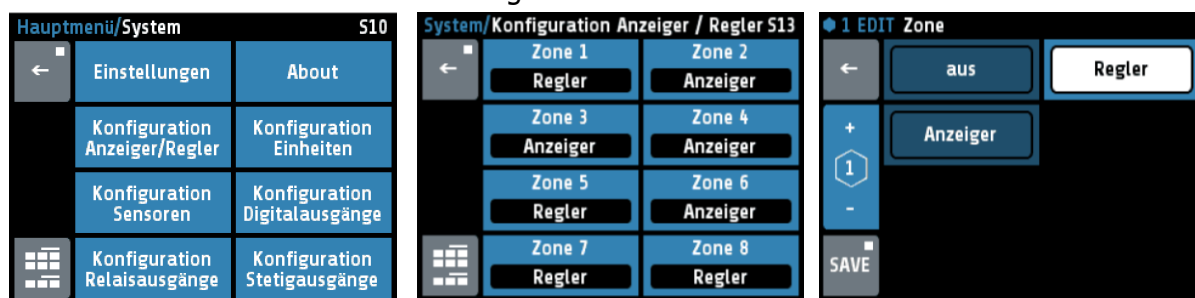 Hauptmenü/System S10
← Einstellungen About
Konfiguration Anzeiger/Regler Konfiguration Einheiten
Konfiguration Sensoren Konfiguration Digitalausgänge
Konfiguration Relaisausgänge Konfiguration Stetigausgänge
System/Konfiguration Anzeiger / Regler S13
← Zone 1 Zone 2
Regler Anzeiger
Zone 3 Zone 4
Anzeiger Anzeiger
Zone 5 Zone 6
Regler Anzeiger
Zone 7 Zone 8
Regler Regler
1 EDIT Zone
← aus Regler
+ Anzeiger
1
-
SAVE